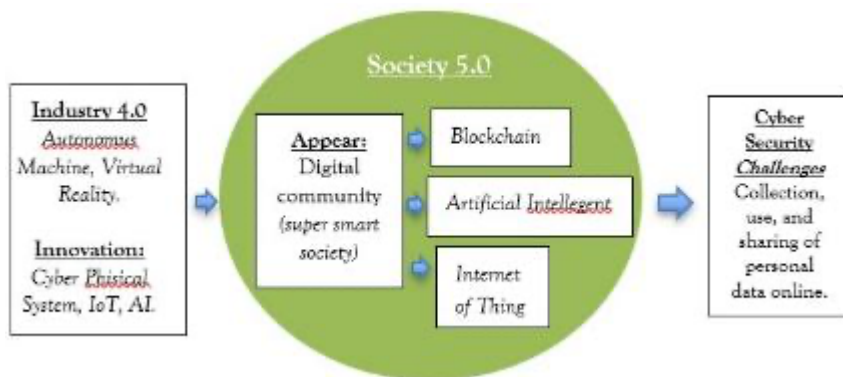 Society 5.0
Industry 4.0
Autonomus
Machine, Virtual
Reality.
Innovation:
Cyber Phisical
System, IoT, AI.
Appear:
Digital
community
(super smart
society)
Blockchain
Artificial Intellegent
Internet
of Thing
Cyber
Security
Challenges
Collection,
use, and
sharing of
personal
data online.